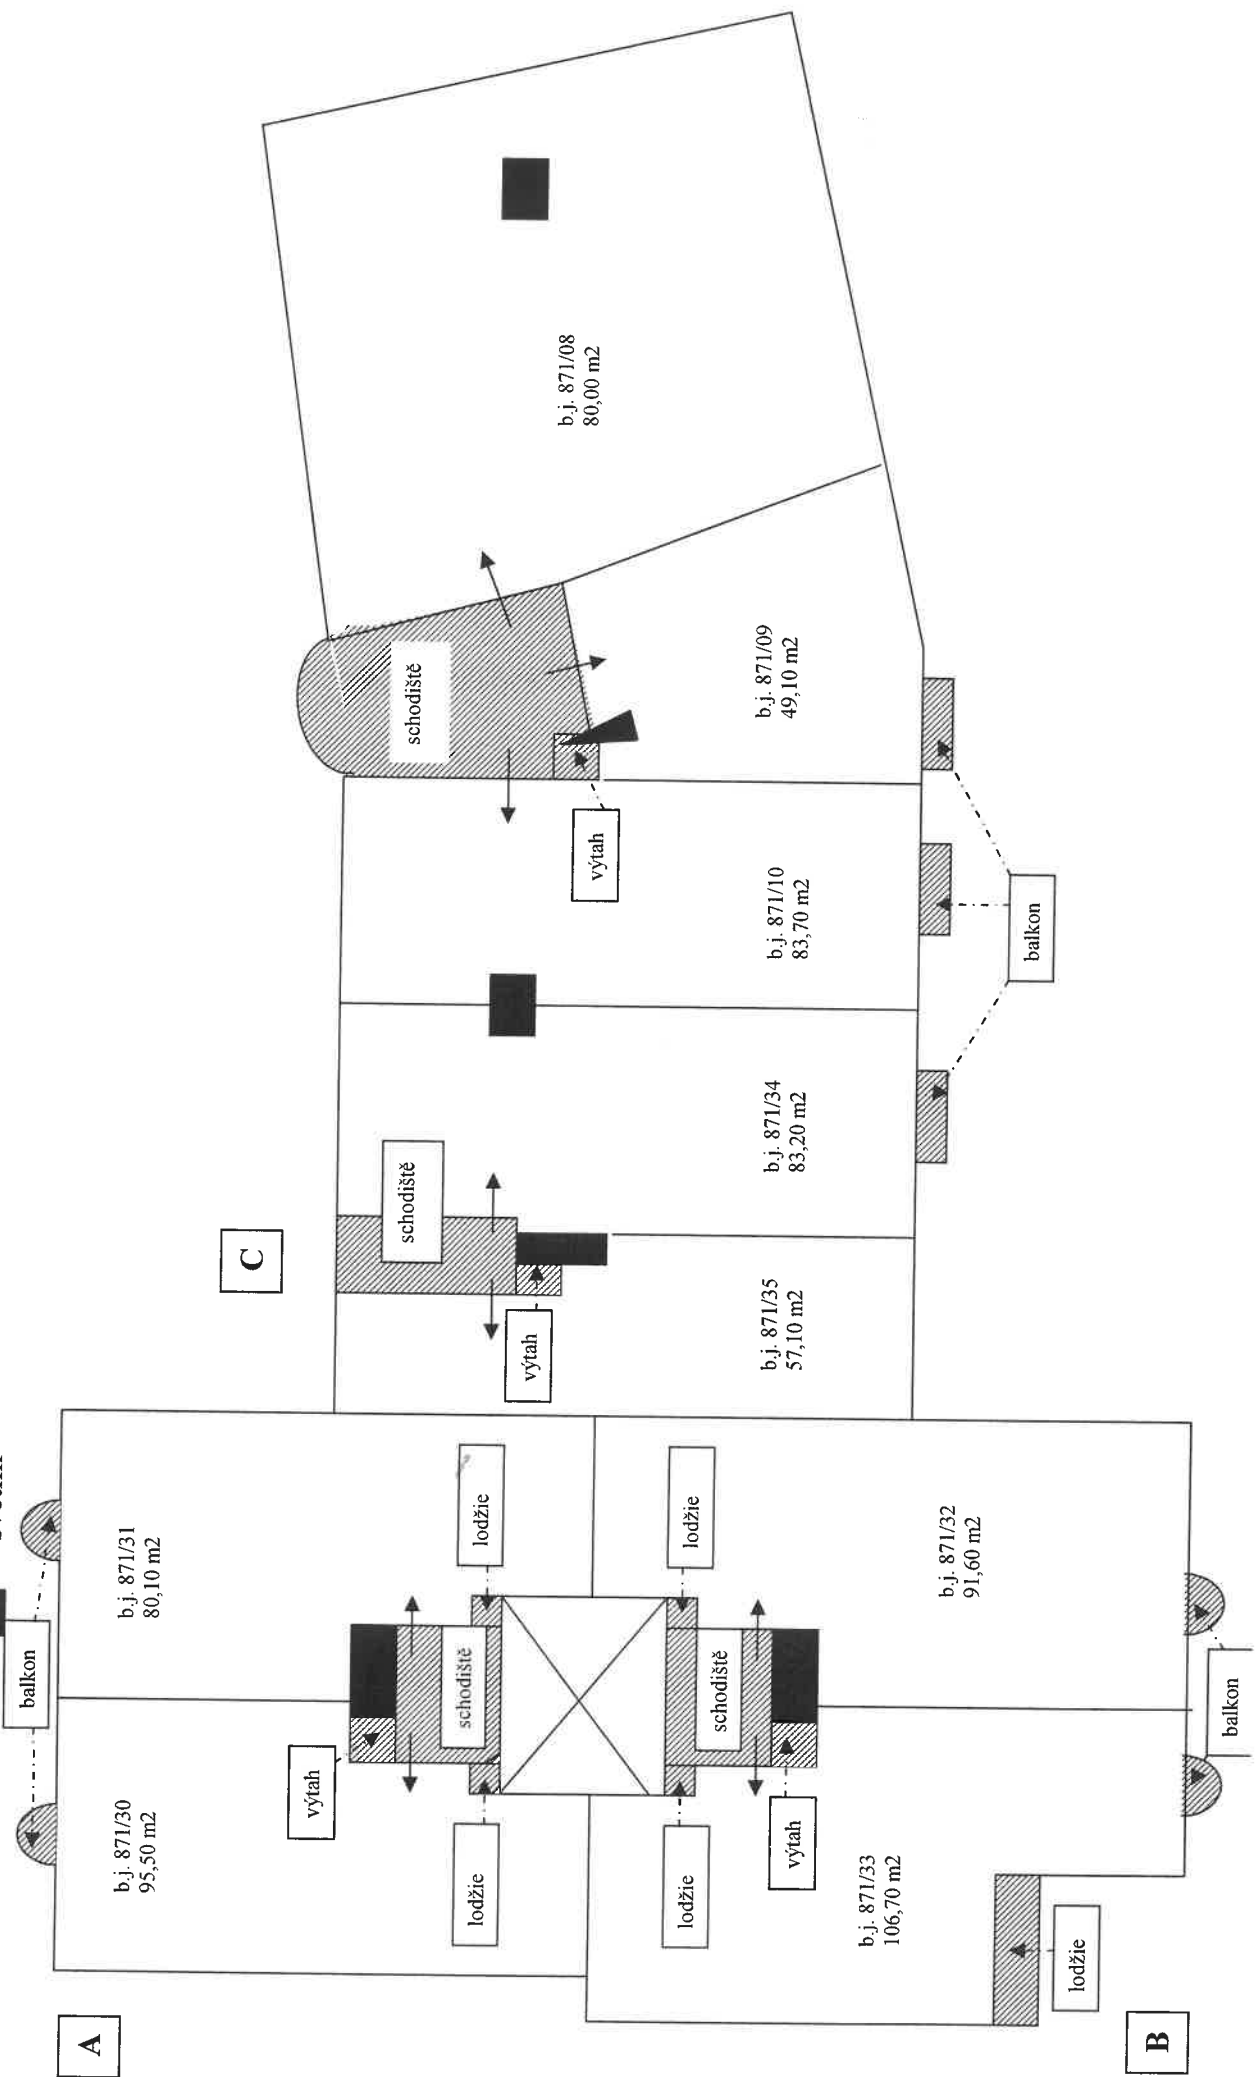 A
B
C
balkon
b.j. 871/30
95,50 m2
b.j. 871/31
80,10 m2
výtah
schodiště
lodžie
lodžie
lodžie
lodžie
schodiště
výtah
b.j. 871/33
106,70 m2
b.j. 871/32
91,60 m2
lodžie
balkon
schodiště
výtah
b.j. 871/35
57,10 m2
b.j. 871/34
83,20 m2
b.j. 871/10
83,70 m2
výtah
schodiště
b.j. 871/09
49,10 m2
b.j. 871/08
80,00 m2
balkon